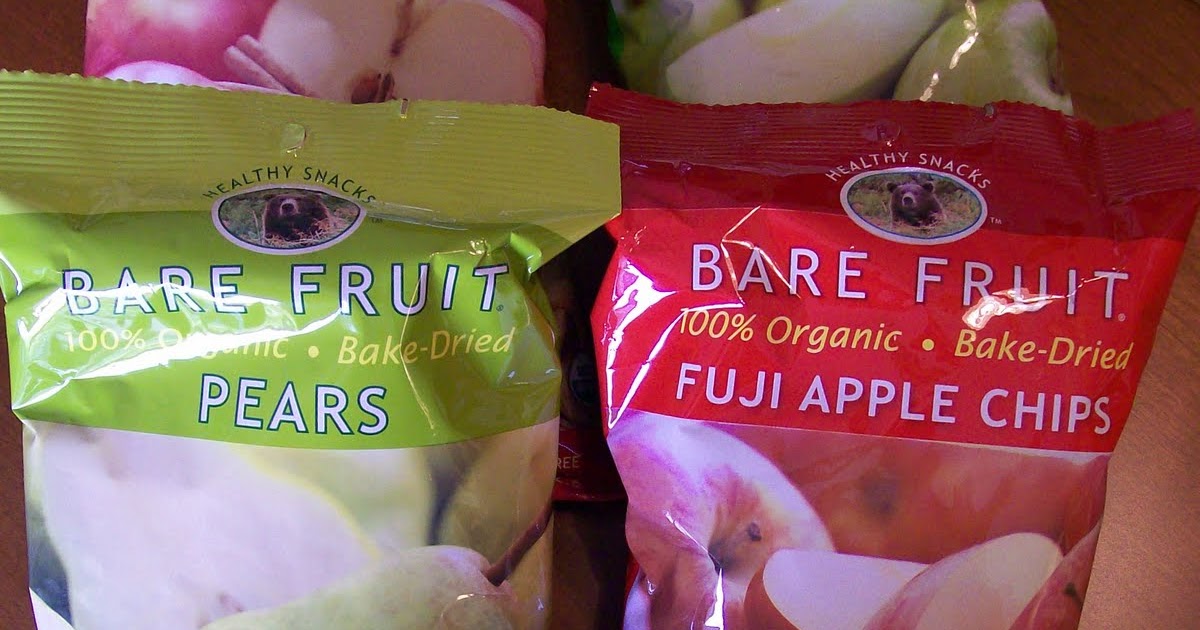 HEALTHY SNACKS
BARE FRUIT®
100% Organic • Bake-Dried
PEARS
HEALTHY SNACKS™
BARE FRUIT®
100% Organic • Bake-Dried
FUJI APPLE CHIPS